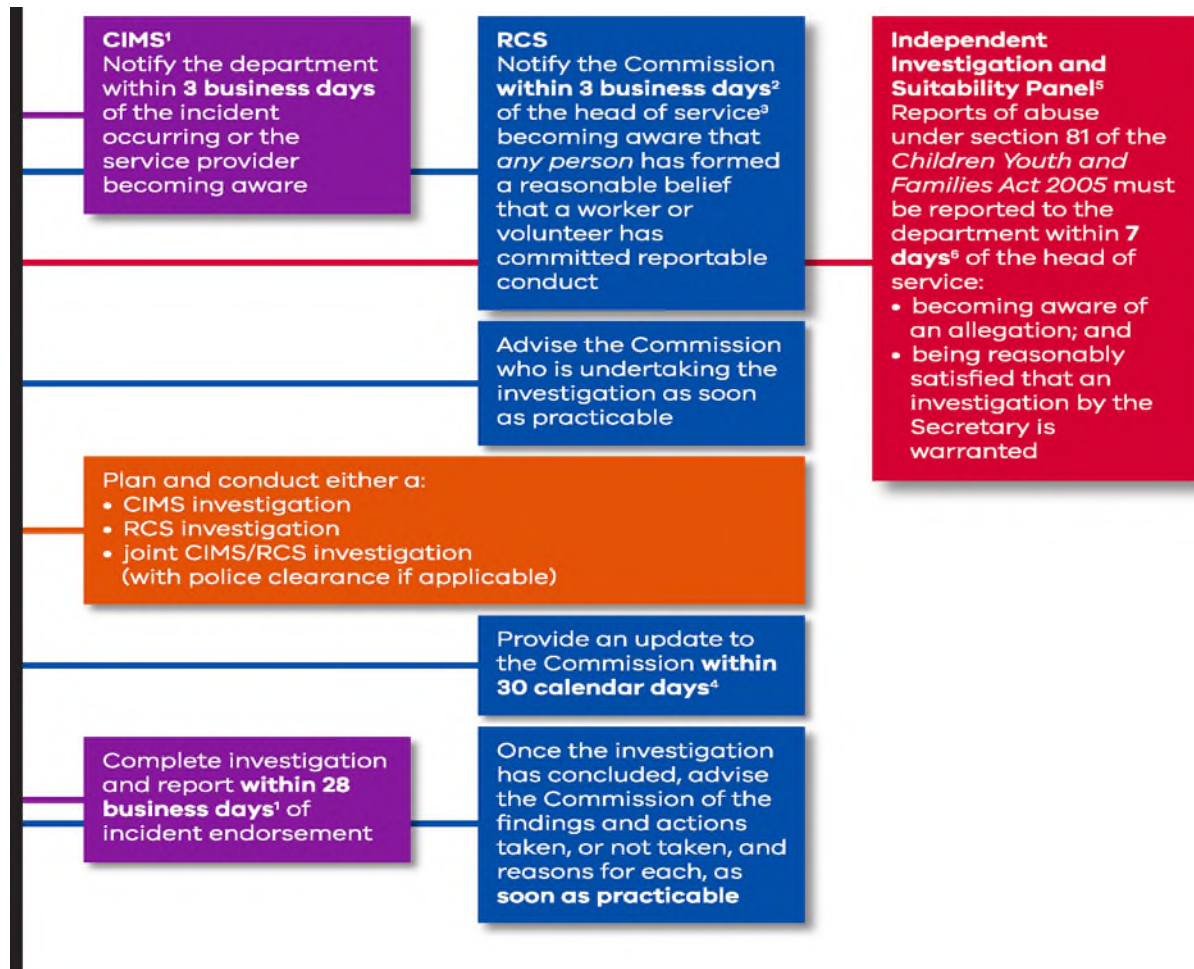 CIMS¹
Notify the department
within 3 business days
of the incident
occurring or the
service provider
becoming aware
RCS
Notify the Commission
within 3 business days²
of the head of service³
becoming aware that
any person has formed
a reasonable belief
that a worker or
volunteer has
committed reportable
conduct
Independent
Investigation and
Suitability Panel⁵
Reports of abuse
under section 81 of the
Children Youth and
Families Act 2005 must
be reported to the
department within 7
days⁶ of the head of
service:
• becoming aware of
an allegation; and
• being reasonably
satisfied that an
investigation by the
Secretary is
warranted
Advise the Commission
who is undertaking the
investigation as soon
as practicable
Plan and conduct either a:
• CIMS investigation
• RCS investigation
• joint CIMS/RCS investigation
(with police clearance if applicable)
Provide an update to
the Commission within
30 calendar days⁴
Complete investigation
and report within 28
business days¹ of
incident endorsement
Once the investigation
has concluded, advise
the Commission of the
findings and actions
taken, or not taken, and
reasons for each, as
soon as practicable